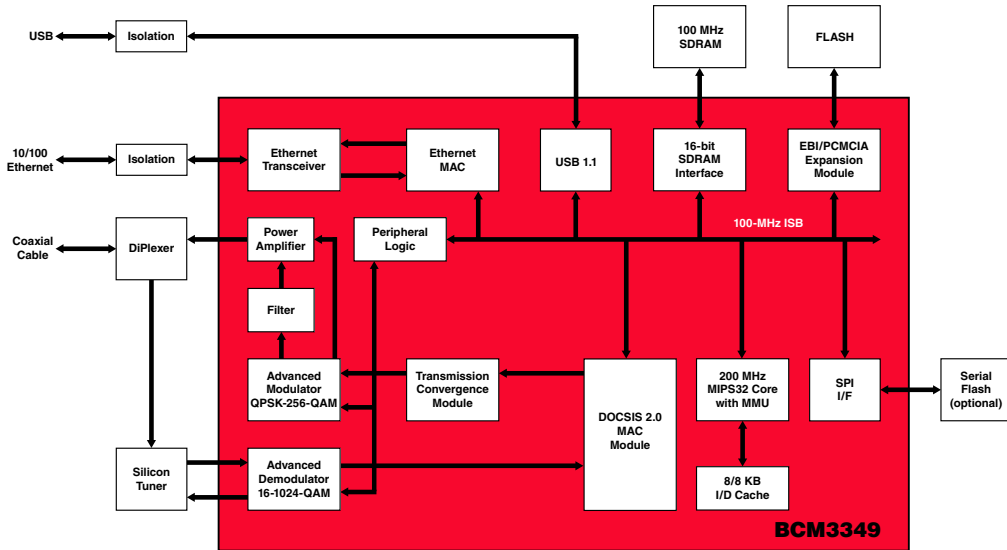 USB
Isolation
100 MHz
SDRAM
FLASH
10/100
Ethernet
Isolation
Ethernet
Transceiver
Ethernet
MAC
USB 1.1
16-bit
SDRAM
Interface
EBI/PCMCIA
Expansion
Module
100-MHz ISB
Coaxial
Cable
DiPlexer
Power
Amplifier
Peripheral
Logic
Filter
Advanced
Modulator
QPSK-256-QAM
Transmission
Convergence
Module
DOCSIS 2.0
MAC
Module
200 MHz
MIPS32 Core
with MMU
SPI
I/F
Serial
Flash
(optional)
Silicon
Tuner
Advanced
Demodulator
16-1024-QAM
8/8 KB
I/D Cache
BCM3349